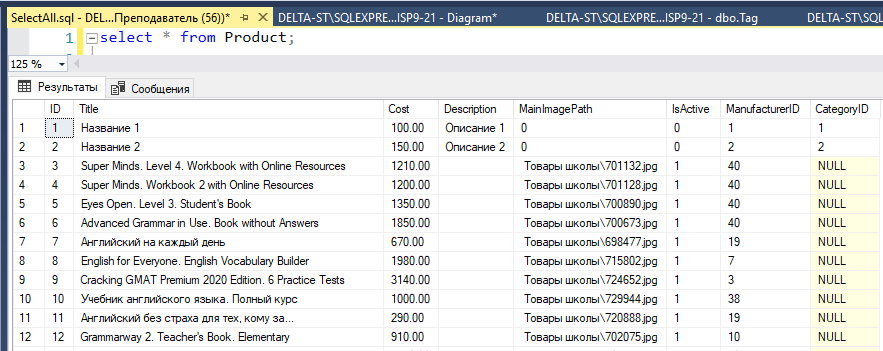 SelectAll.sql - DEL...Преподаватель (56))* DELTA-ST\SQLEXPRE...ISP9-21 - Diagram* DELTA-ST\SQLEXPRE...ISP9-21 - dbo.Tag DELTA-ST\SQL
1 select * from Product;
125 %
Результаты Сообщения
ID Title Cost Description MainImagePath IsActive ManufacturerID CategoryID
1 1 Название 1 100.00 Описание 1 0 0 1 1
2 2 Название 2 150.00 Описание 2 0 0 2 2
3 3 Super Minds. Level 4. Workbook with Online Resources 1210.00 Товары школы\701132.jpg 1 40 NULL
4 4 Super Minds. Workbook 2 with Online Resources 1200.00 Товары школы\701128.jpg 1 40 NULL
5 5 Eyes Open. Level 3. Student's Book 1350.00 Товары школы\700890.jpg 1 40 NULL
6 6 Advanced Grammar in Use. Book without Answers 1850.00 Товары школы\700673.jpg 1 40 NULL
7 7 Английский на каждый день 670.00 Товары школы\698477.jpg 1 19 NULL
8 8 English for Everyone. English Vocabulary Builder 1980.00 Товары школы\715802.jpg 1 7 NULL
9 9 Cracking GMAT Premium 2020 Edition. 6 Practice Tests 3140.00 Товары школы\724652.jpg 1 3 NULL
10 10 Учебник английского языка. Полный курс 1000.00 Товары школы\729944.jpg 1 38 NULL
11 11 Английский без страха для тех, кому за... 290.00 Товары школы\720888.jpg 1 19 NULL
12 12 Grammarway 2. Teacher's Book. Elementary 910.00 Товары школы\702075.jpg 1 10 NULL